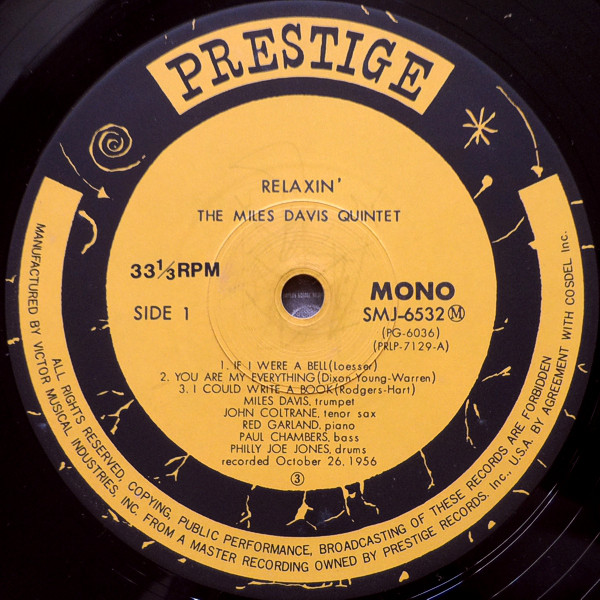 PRESTIGE
RELAXIN'
THE MILES DAVIS QUINTET
33⅓RPM
SIDE 1
MONO
SMJ-6532 Ⓜ
(PG-6036)
(PRLP-7129-A)
1. IF I WERE A BELL(Loesser)
2. YOU ARE MY EVERYTHING(Dixon-Young-Warren)
3. I COULD WRITE A BOOK(Rodgers-Hart)
MILES DAVIS, trumpet
JOHN COLTRANE, tenor sax
RED GARLAND, piano
PAUL CHAMBERS, bass
PHILLY JOE JONES, drums
recorded October 26, 1956
③
ALL RIGHTS RESERVED, COPYING, PUBLIC PERFORMANCE, BROADCASTING OF THESE RECORDS ARE FORBIDDEN
MANUFACTURED BY VICTOR MUSICAL INDUSTRIES, INC. FROM A MASTER RECORDING OWNED BY PRESTIGE RECORDS, Inc., U.S.A. BY AGREEMENT WITH COSDEL Inc.